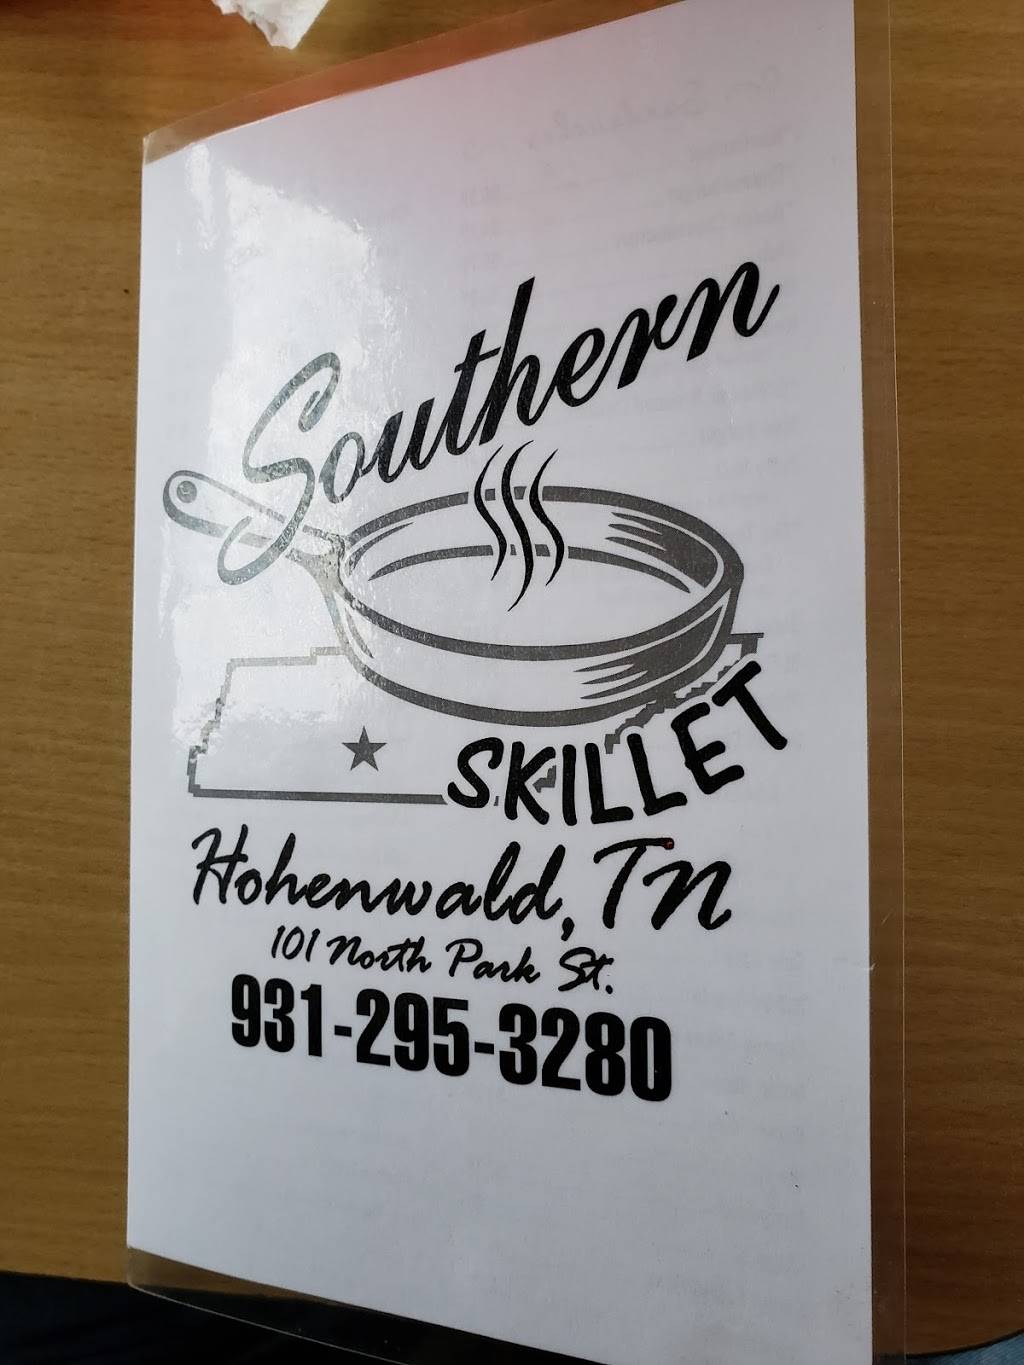 Southern
SKILLET
Hohenwald, Tn
101 North Park St.
931-295-3280